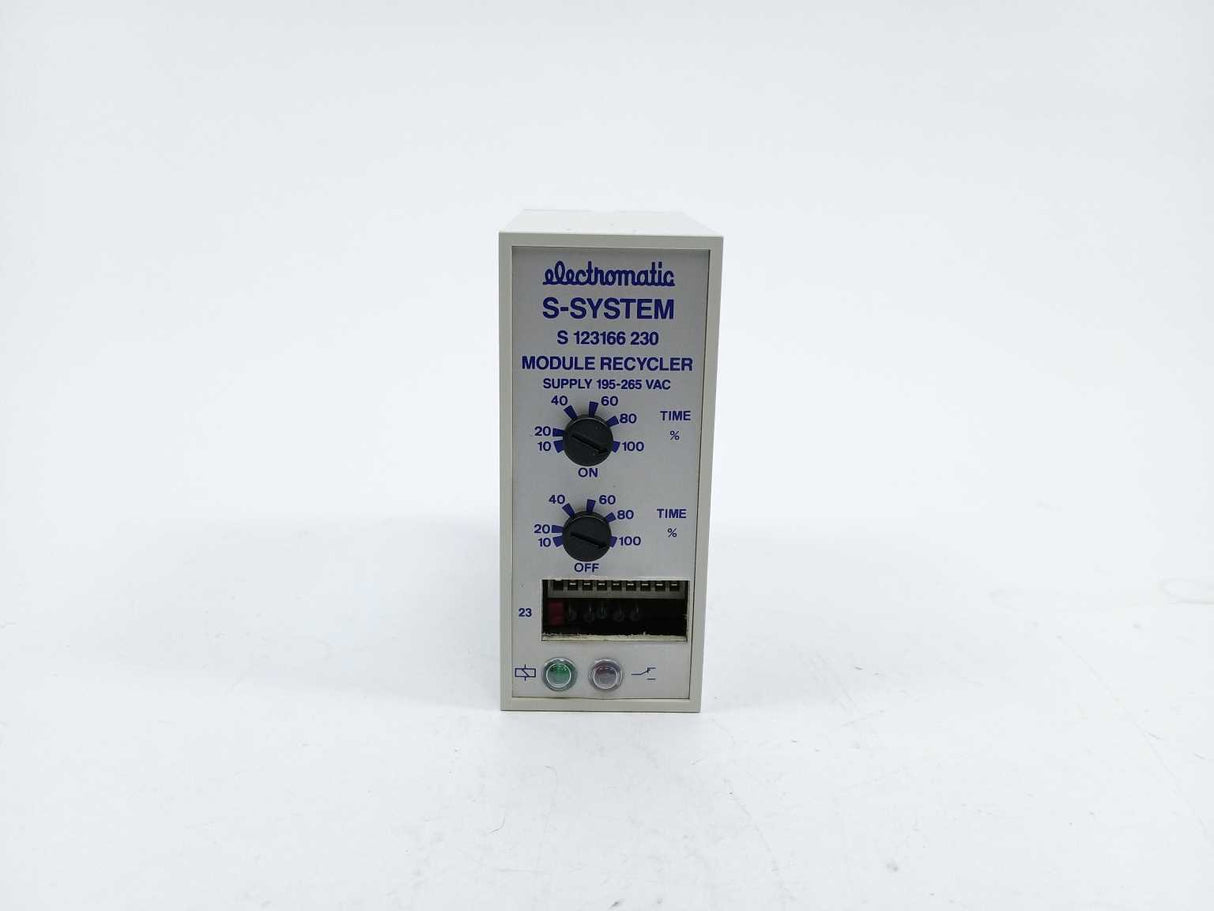 electromatic
S-SYSTEM
S 123166 230
MODULE RECYCLER
SUPPLY 195-265 VAC
40 60
80 TIME
20 %
10 100
ON
40 60
80 TIME
20 %
10 100
OFF
23